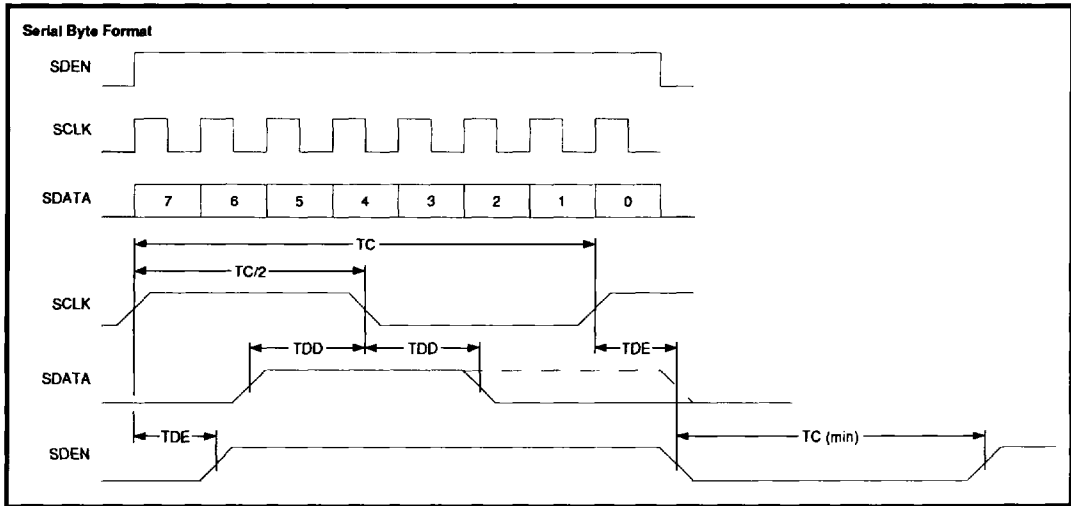 Serial Byte Format
SDEN
SCLK
SDATA
7 6 5 4 3 2 1 0
TC
TC/2
SCLK
TDD TDD TDE
SDATA
TDE
TC (min)
SDEN